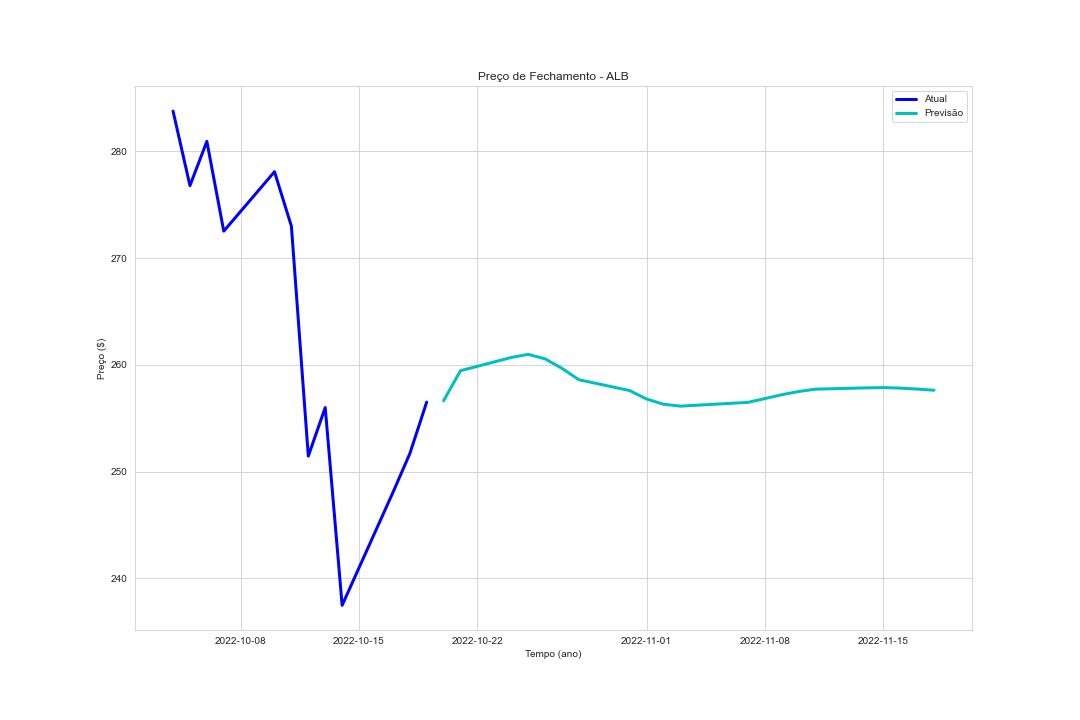 Preço de Fechamento - ALB
Atual
Previsão
280
270
260
250
240
Preço ($)
2022-10-08
2022-10-15
2022-10-22
2022-11-01
2022-11-08
2022-11-15
Tempo (ano)